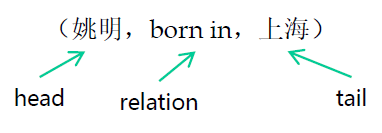 （姚明，born in，上海）
head
relation
tail